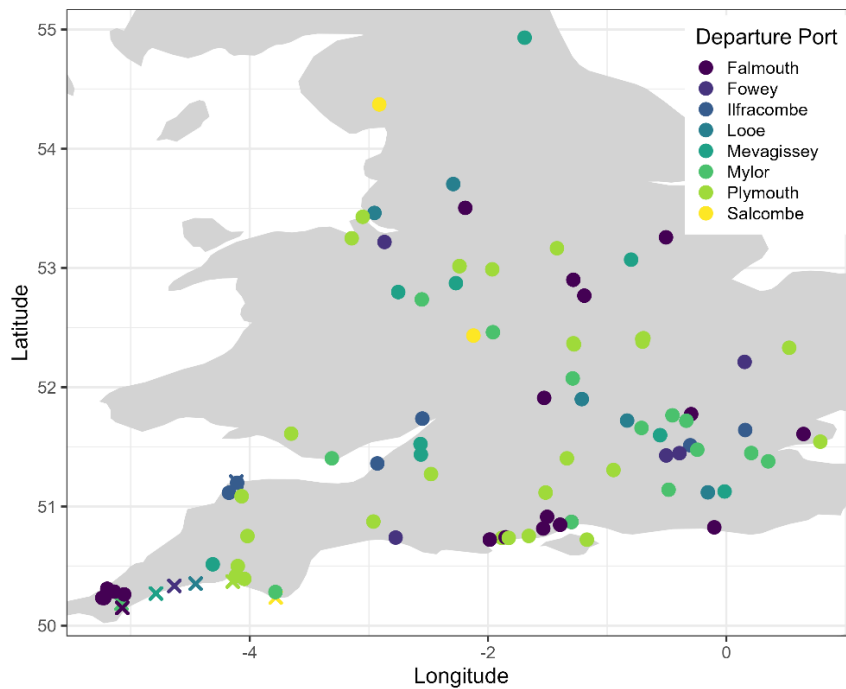 55
54
53
52
51
50
Latitude
-4
-2
0
Longitude
Departure Port
Falmouth
Fowey
Ilfracombe
Looe
Mevagissey
Mylor
Plymouth
Salcombe